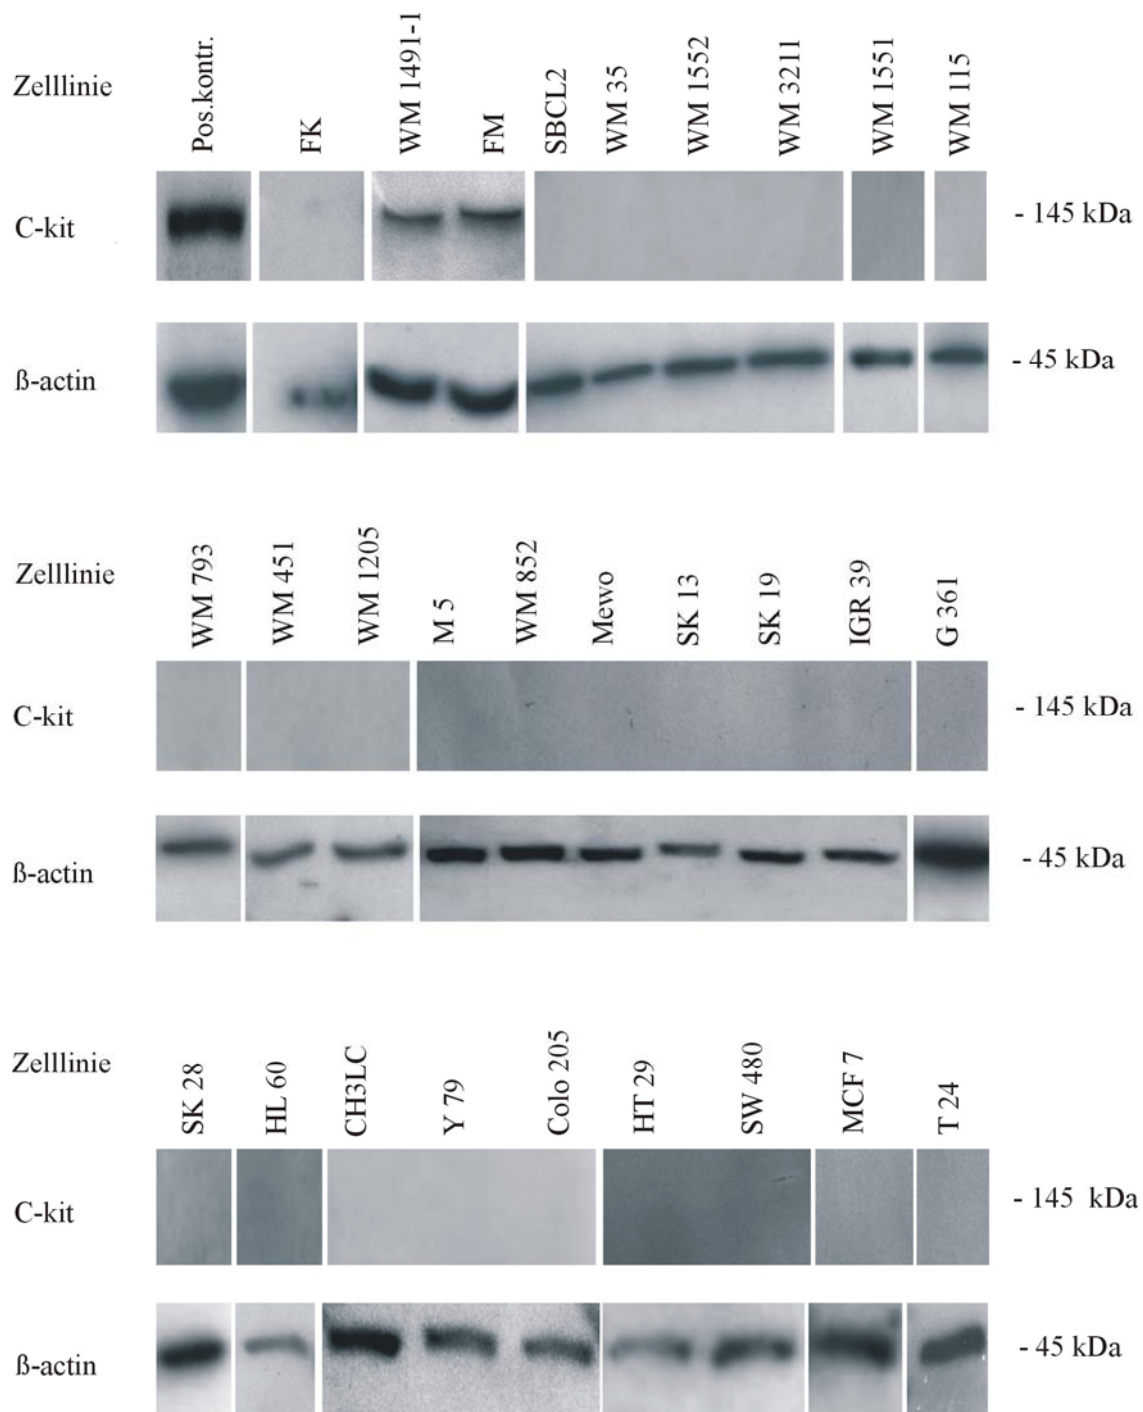 Zelllinie Pos.kontr. FK WM 1491-1 FM SBCL2 WM 35 WM 1552 WM 3211 WM 1551 WM 115
C-kit - 145 kDa
ß-actin - 45 kDa
Zelllinie WM 793 WM 451 WM 1205 M 5 WM 852 Mewo SK 13 SK 19 IGR 39 G 361
C-kit - 145 kDa
ß-actin - 45 kDa
Zelllinie SK 28 HL 60 CH3LC Y 79 Colo 205 HT 29 SW 480 MCF 7 T 24
C-kit - 145 kDa
ß-actin - 45 kDa